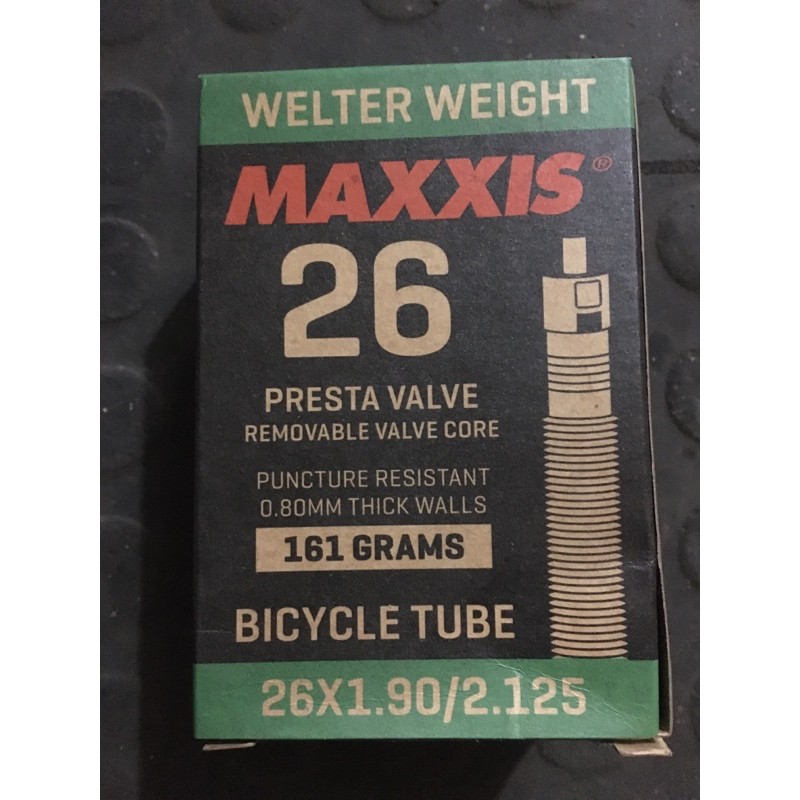 WELTER WEIGHT
MAXXIS®
26
PRESTA VALVE
REMOVABLE VALVE CORE
PUNCTURE RESISTANT
0.80MM THICK WALLS
161 GRAMS
BICYCLE TUBE
26X1.90/2.125